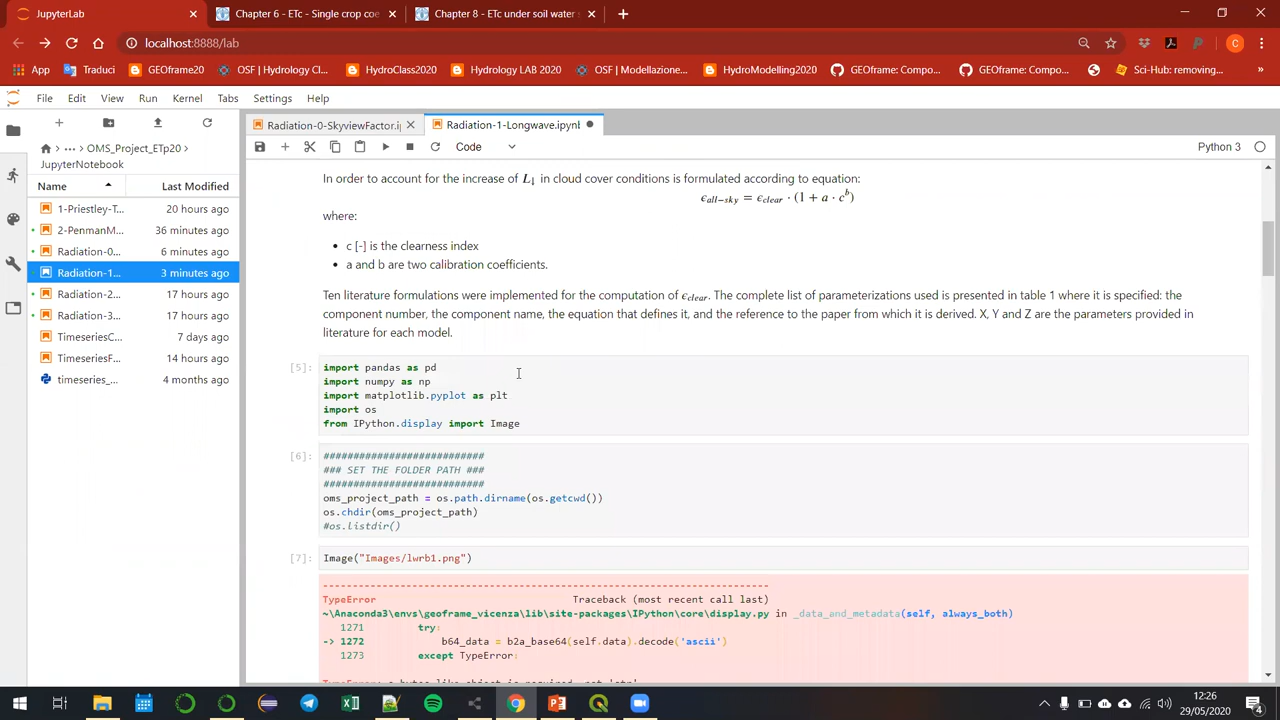 JupyterLab
Chapter 6 - ETc - Single crop coe
Chapter 8 - ETc under soil water s
localhost:8888/lab
App
Traduci
GEOframe20
OSF | Hydrology Cl...
HydroClass2020
Hydrology LAB 2020
OSF | Modellazione...
HydroModelling2020
GEOframe: Compo...
GEOframe: Compo...
Sci-Hub: removing...
»
File Edit View Run Kernel Tabs Settings Help
Radiation-0-SkyviewFactor.ip
Radiation-1-Longwave.ipynb
Code
Python 3
··· OMS_Project_ETp20 >
JupyterNotebook
Name Last Modified
1-Priestley-T... 20 hours ago
2-PenmanM... 36 minutes ago
Radiation-0... 6 minutes ago
Radiation-1... 3 minutes ago
Radiation-2... 17 hours ago
Radiation-3... 17 hours ago
TimeseriesC... 7 days ago
TimeseriesF... 14 hours ago
timeseries_... 4 months ago
In order to account for the increase of L↓ in cloud cover conditions is formulated according to equation:
ϵall−sky = ϵclear · (1 + a · c^b)
where:
• c [-] is the clearness index
• a and b are two calibration coefficients.
Ten literature formulations were implemented for the computation of ϵclear. The complete list of parameterizations used is presented in table 1 where it is specified: the
component number, the component name, the equation that defines it, and the reference to the paper from which it is derived. X, Y and Z are the parameters provided in
literature for each model.
[5]: import pandas as pd
import numpy as np
import matplotlib.pyplot as plt
import os
from IPython.display import Image
[6]: ###########################
### SET THE FOLDER PATH ###
###########################
oms_project_path = os.path.dirname(os.getcwd())
os.chdir(oms_project_path)
#os.listdir()
[7]: Image("Images/lwrb1.png")
---------------------------------------------------------------------------
TypeError Traceback (most recent call last)
~\Anaconda3\envs\geoframe_vicenza\lib\site-packages\IPython\core\display.py in _data_and_metadata(self, always_both)
1271 try:
-> 1272 b64_data = b2a_base64(self.data).decode('ascii')
1273 except TypeError:
TypeError: a bytes-like object is required, not 'str'
12:26
29/05/2020